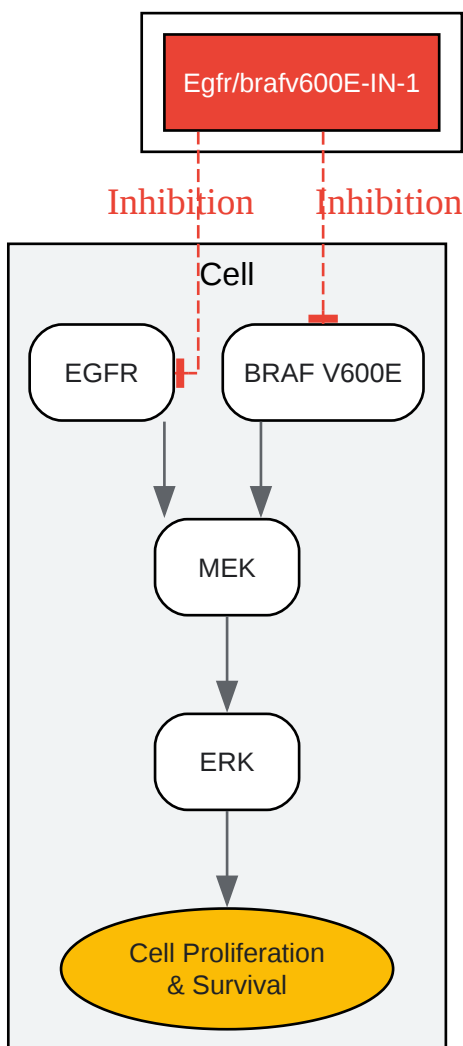 Egfr/brafv600E-IN-1
Inhibition
Inhibition
Cell
EGFR
BRAF V600E
MEK
ERK
Cell Proliferation
& Survival